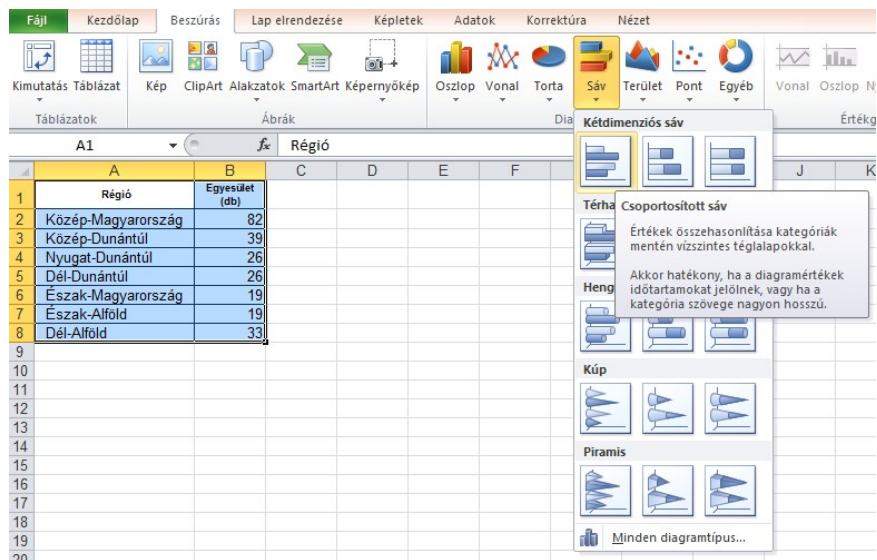 Fájl Kezdőlap Beszúrás Lap elrendezése Képletek Adatok Korrektúra Nézet
Kimutatás Táblázat Kép ClipArt Alakzatok SmartArt Képernyőkép Oszlop Vonal Torta Sáv Terület Pont Egyéb Vonal Oszlop
Táblázatok Ábrák Dia Értékg
A1 fx Régió
A B C D E F J K
1 Régió Egyesület
(db)
2 Közép-Magyarország 82
3 Közép-Dunántúl 39
4 Nyugat-Dunántúl 26
5 Dél-Dunántúl 26
6 Észak-Magyarország 19
7 Észak-Alföld 19
8 Dél-Alföld 33
9
10
11
12
13
14
15
16
17
18
19
20
Kétdimenziós sáv
Térha
Csoportosított sáv
Értékek összehasonlítása kategóriák
mentén vízszintes téglalapokkal.
Akkor hatékony, ha a diagramértékek
időtartamokat jelölnek, vagy ha a
kategória szövege nagyon hosszú.
Heng
Kúp
Piramis
Minden diagramtípus...